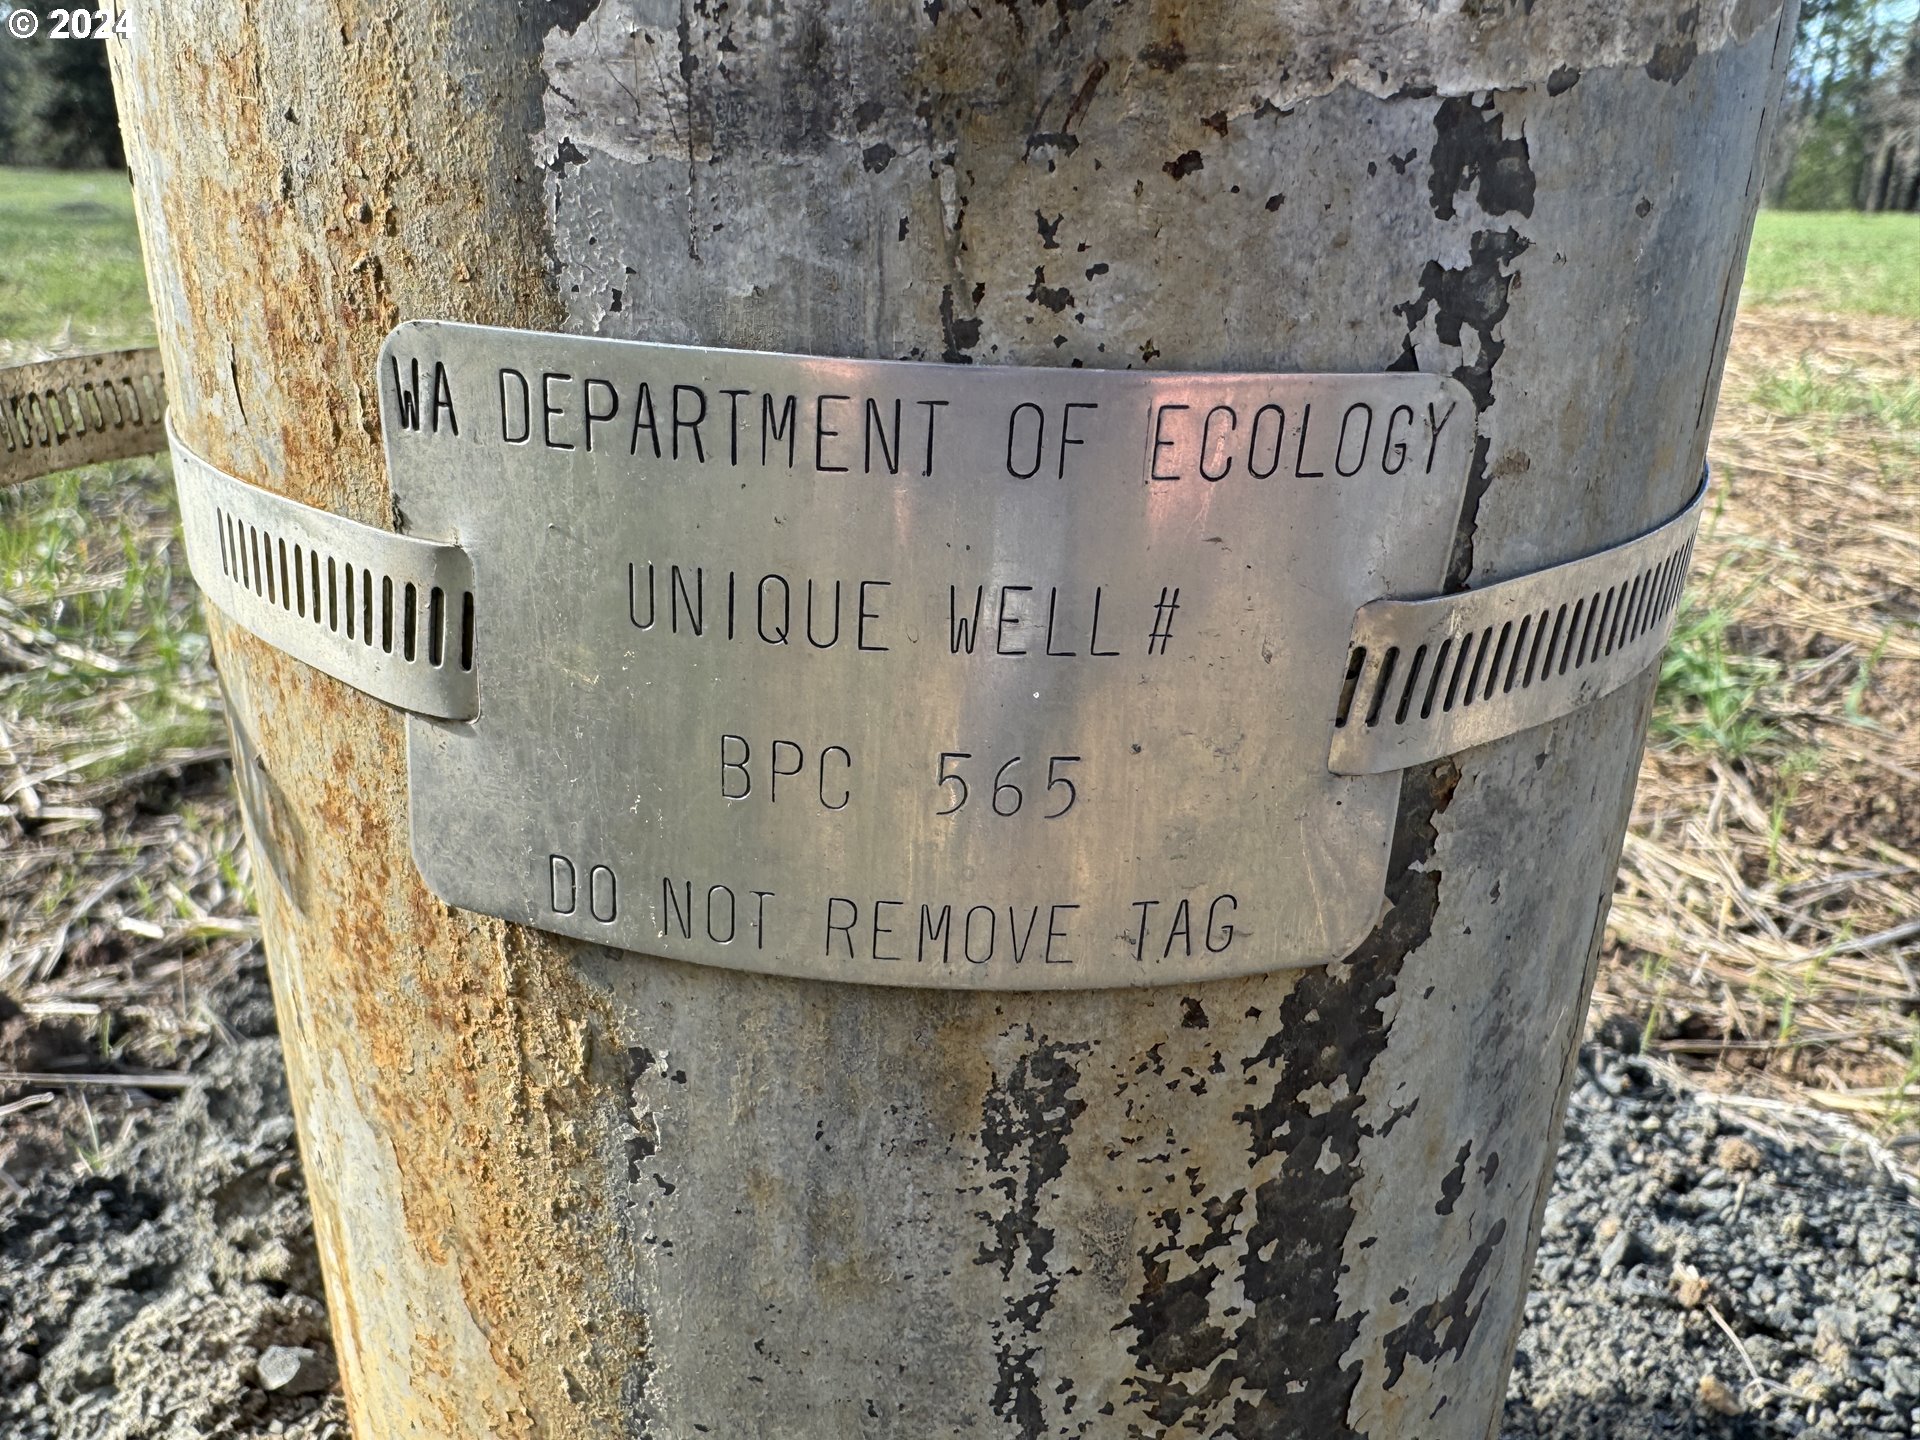 © 2024
WA DEPARTMENT OF ECOLOGY
UNIQUE WELL #
BPC 565
DO NOT REMOVE TAG